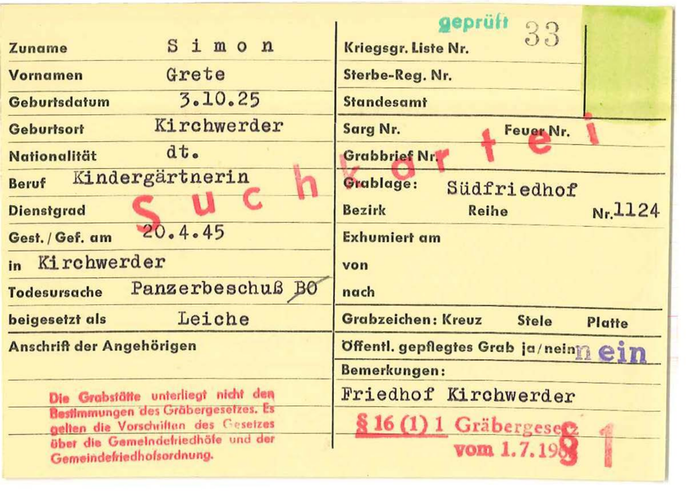 geprüft 33
Zuname Simon
Vornamen Grete
Geburtsdatum 3.10.25
Geburtsort Kirchwerder
Nationalität dt.
Beruf Kindergärtnerin
Dienstgrad
Gest./Gef. am 20.4.45
in Kirchwerder
Todesursache Panzerbeschuß BO
beigesetzt als Leiche
Anschrift der Angehörigen
Die Grabstätte unterliegt nicht den
Bestimmungen des Gräbergesetzes. Es
gelten die Vorschriften des Gesetzes
über die Gemeindefriedhöfe und der
Gemeindefriedhofsordnung.
Suchkartei
Kriegsgr. Liste Nr.
Sterbe-Reg. Nr.
Standesamt
Sarg Nr. Feuer Nr.
Grabbrief Nr.
Grablage: Südfriedhof
Bezirk Reihe Nr. 1124
Exhumiert am
von
nach
Grabzeichen: Kreuz Stele Platte
Öffentl. gepflegtes Grab ja/nein nein
Bemerkungen:
Friedhof Kirchwerder
§ 16 (1) 1 Gräbergesetz
vom 1.7.19
§ 1